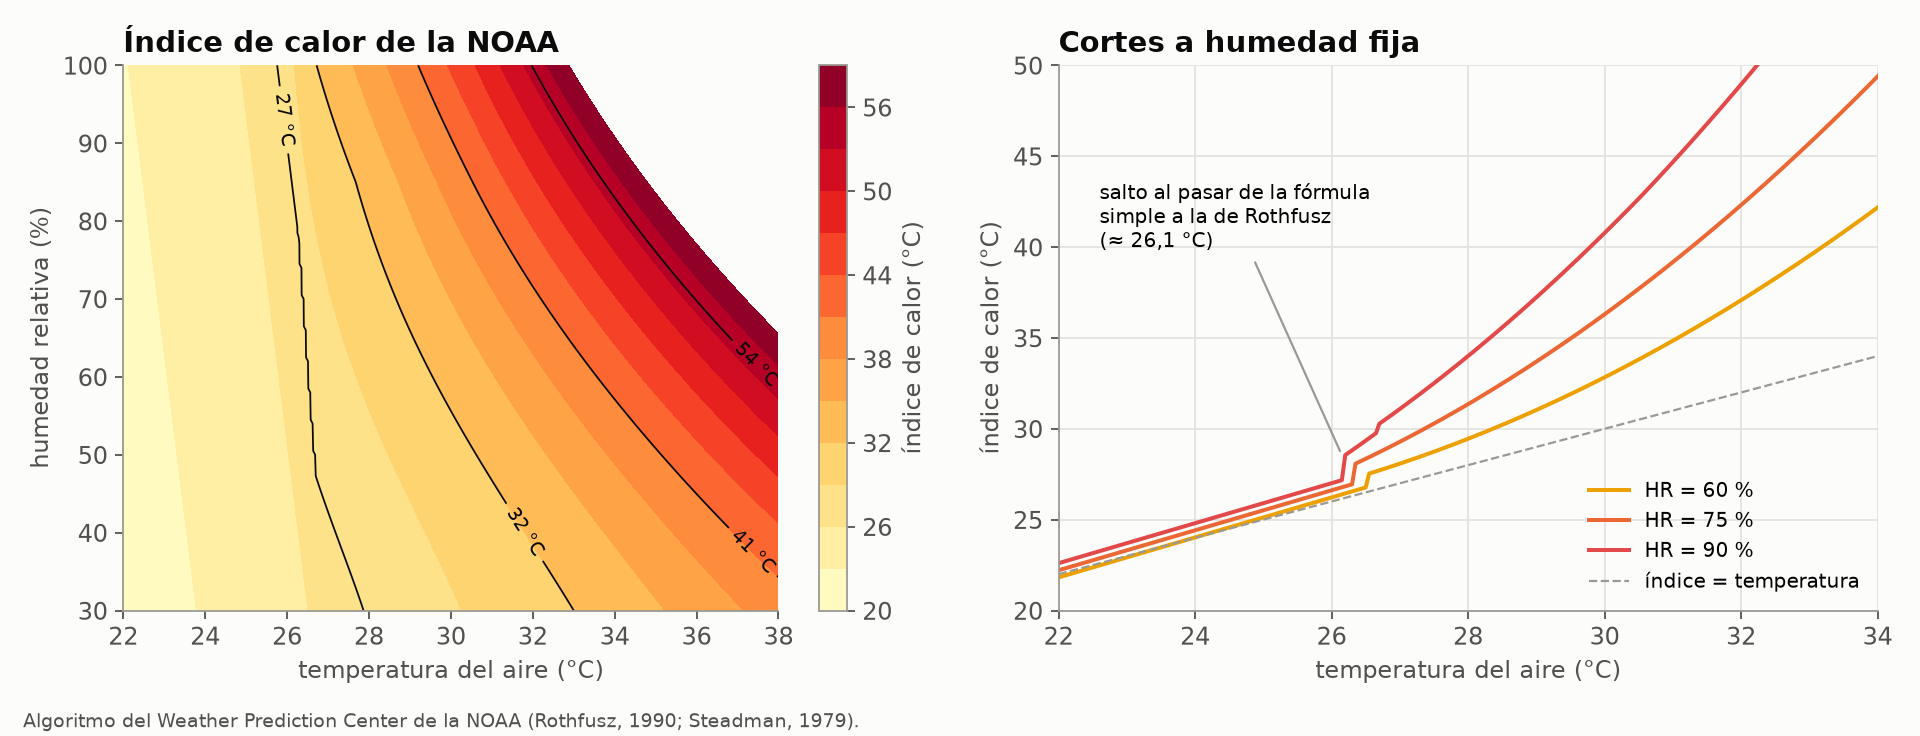 Índice de calor de la NOAA
100
90
80
70
60
50
40
30
humedad relativa (%)
22
24
26
28
30
32
34
36
38
temperatura del aire (°C)
27 °C
32 °C
41 °C
54 °C
56
50
44
38
32
26
20
índice de calor (°C)
Cortes a humedad fija
50
45
40
35
30
25
20
índice de calor (°C)
22
24
26
28
30
32
34
temperatura del aire (°C)
salto al pasar de la fórmula
simple a la de Rothfusz
(≈ 26,1 °C)
HR = 60 %
HR = 75 %
HR = 90 %
índice = temperatura
Algoritmo del Weather Prediction Center de la NOAA (Rothfusz, 1990; Steadman, 1979).